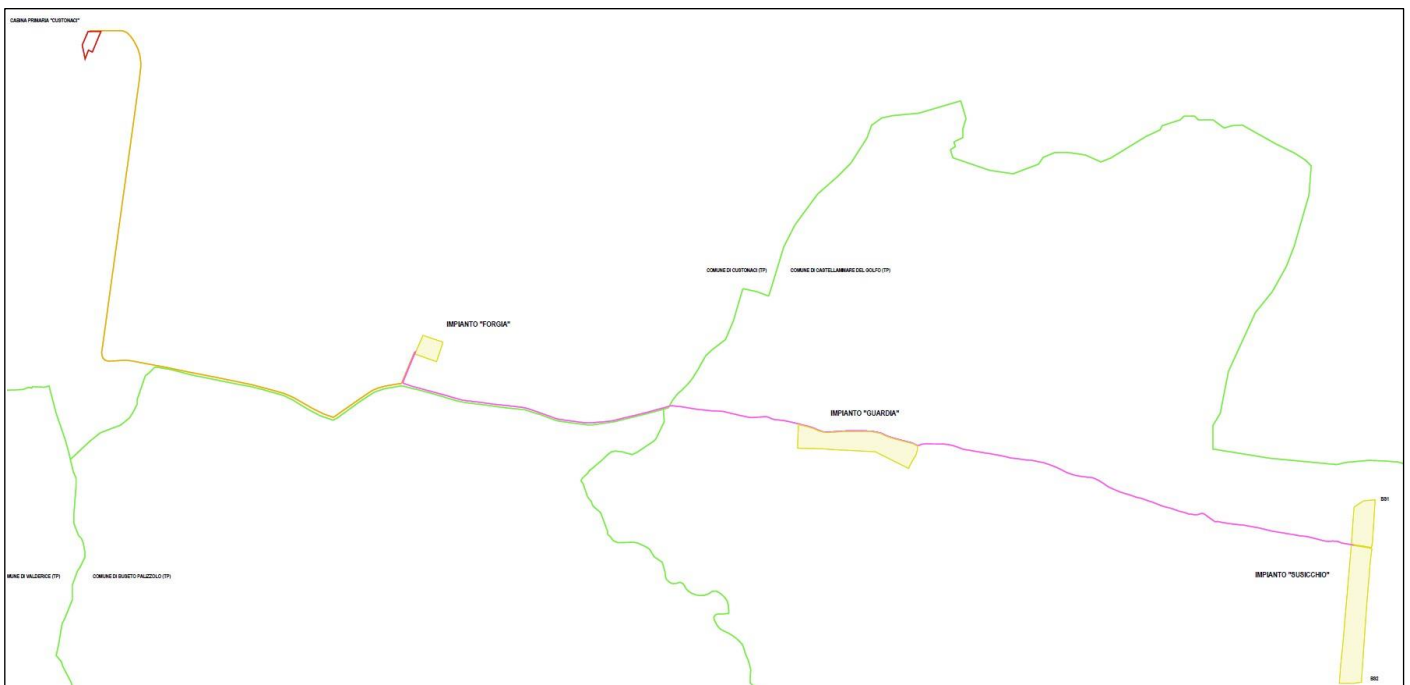 CABINA PRIMARIA "CUSTONACI"
COMUNE DI CUSTONACI (TP)
COMUNE DI CASTELLAMMARE DEL GOLFO (TP)
IMPIANTO "FORGIA"
IMPIANTO "GUARDIA"
BS1
MUNE DI VALDERICE (TP)
COMUNE DI BUSETO PALIZZOLO (TP)
IMPIANTO "SUSICCHIO"
BS2